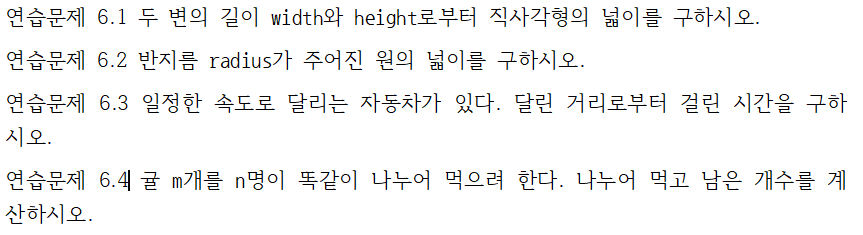 연습문제 6.1 두 변의 길이 width와 height로부터 직사각형의 넓이를 구하시오.
연습문제 6.2 반지름 radius가 주어진 원의 넓이를 구하시오.
연습문제 6.3 일정한 속도로 달리는 자동차가 있다. 달린 거리로부터 걸린 시간을 구하
시오.
연습문제 6.4 귤 m개를 n명이 똑같이 나누어 먹으려 한다. 나누어 먹고 남은 개수를 계
산하시오.